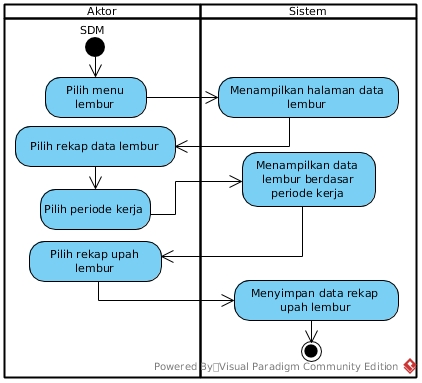 Aktor
Sistem
SDM
Pilih menu
lembur
Menampilkan halaman data
lembur
Pilih rekap data lembur
Menampilkan data
lembur berdasar
periode kerja
Pilih periode kerja
Pilih rekap upah
lembur
Menyimpan data rekap
upah lembur
Powered By Visual Paradigm Community Edition